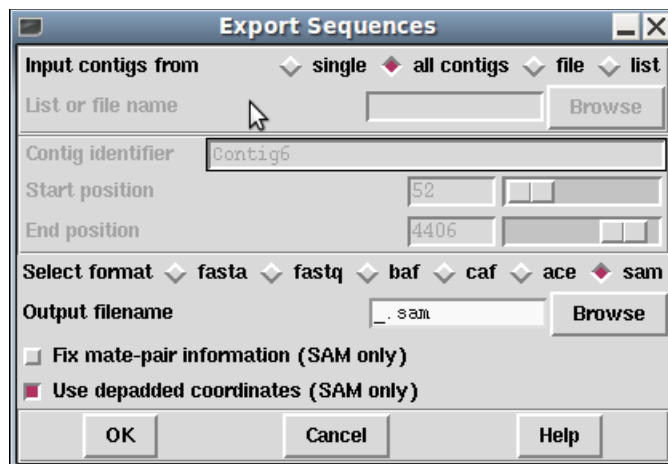 Export Sequences
Input contigs from single all contigs file list
List or file name Browse
Contig identifier Contig6
Start position 52
End position 4406
Select format fasta fastq baf caf ace sam
Output filename _.sam Browse
Fix mate-pair information (SAM only)
Use depadded coordinates (SAM only)
OK Cancel Help